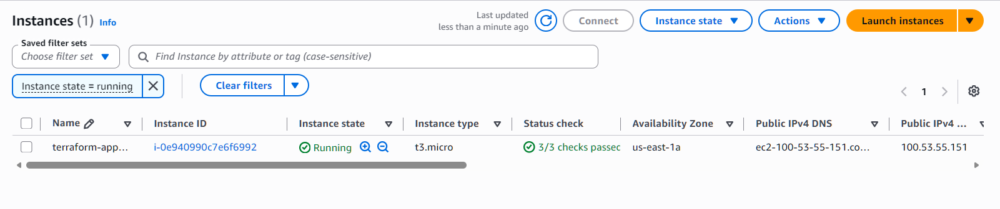 Instances (1) Info
Last updated
less than a minute ago
Connect
Instance state
Actions
Launch instances
Saved filter sets
Choose filter set
Find Instance by attribute or tag (case-sensitive)
Instance state = running
Clear filters
1
Name Instance ID Instance state Instance type Status check Availability Zone Public IPv4 DNS Public IPv4 ...
terraform-app... i-0e940990c7e6f6992 Running t3.micro 3/3 checks passec us-east-1a ec2-100-53-55-151.co... 100.53.55.151